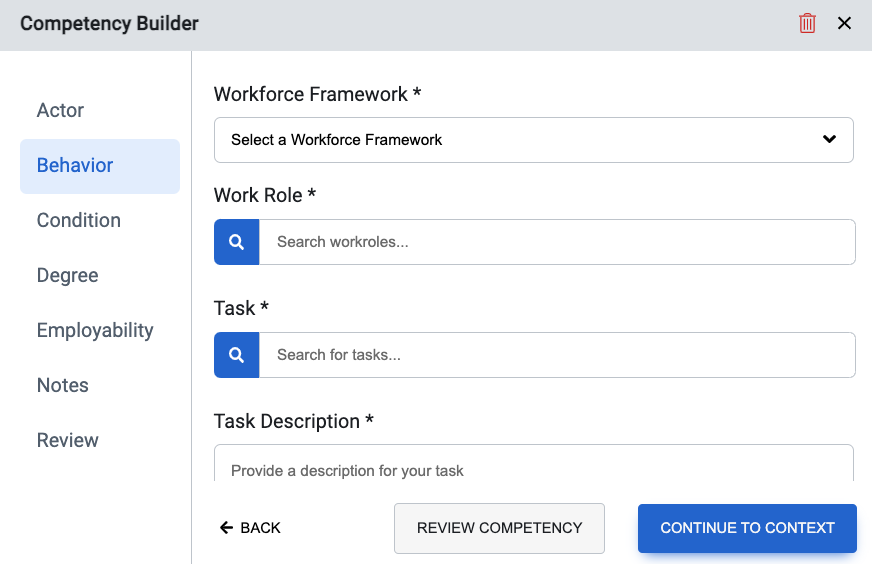 Competency Builder
Actor
Behavior
Condition
Degree
Employability
Notes
Review
Workforce Framework *
Select a Workforce Framework
Work Role *
Search workroles...
Task *
Search for tasks...
Task Description *
Provide a description for your task
BACK
REVIEW COMPETENCY
CONTINUE TO CONTEXT